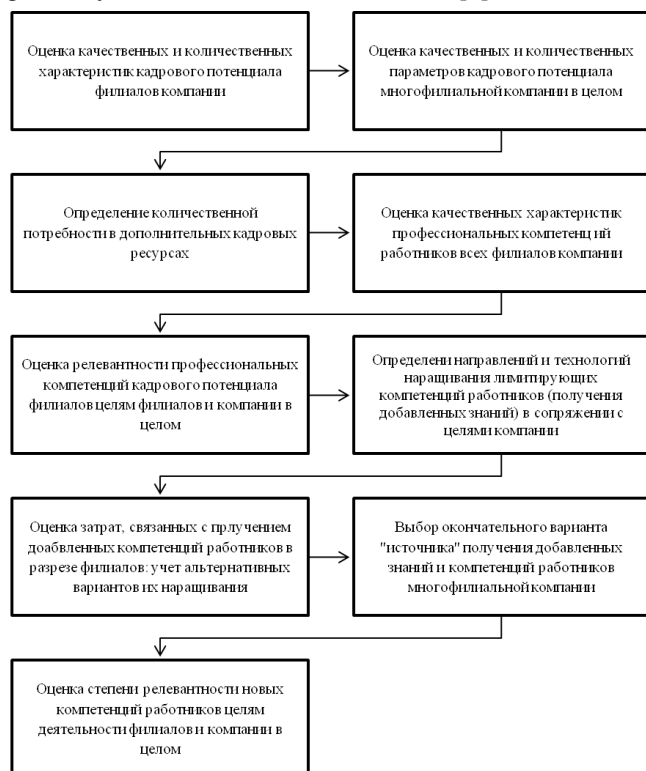 Оценка качественных и количественных
характеристик кадрового потенциала
филиалов компании
Оценка качественных и количественных
параметров кадрового потенциала
многофилиальной компании в целом
Определение количественной
потребности в дополнительных кадровых
ресурсах
Оценка качественных характеристик
профессиональных компетенций
работников всех филиалов компании
Оценка релевантности профессиональных
компетенций кадрового потенциала
филиалов целям филиалов и компании в
целом
Определени направлений и технологий
наращивания лимитирующих
компетенций работников (получения
добавленных знаний) в сопряжении с
целями компании
Оценка затрат, связанных с прлучением
доабвленных компетенций работников в
разрезе филиалов: учет альтернативных
вариантов их наращивания
Выбор окончательного варианта
"источника" получения добавленных
знаний и компетенций работников
многофилиальной компании
Оценка степени релевантности новых
компетенций работников целям
деятельности филиалов и компании в
целом